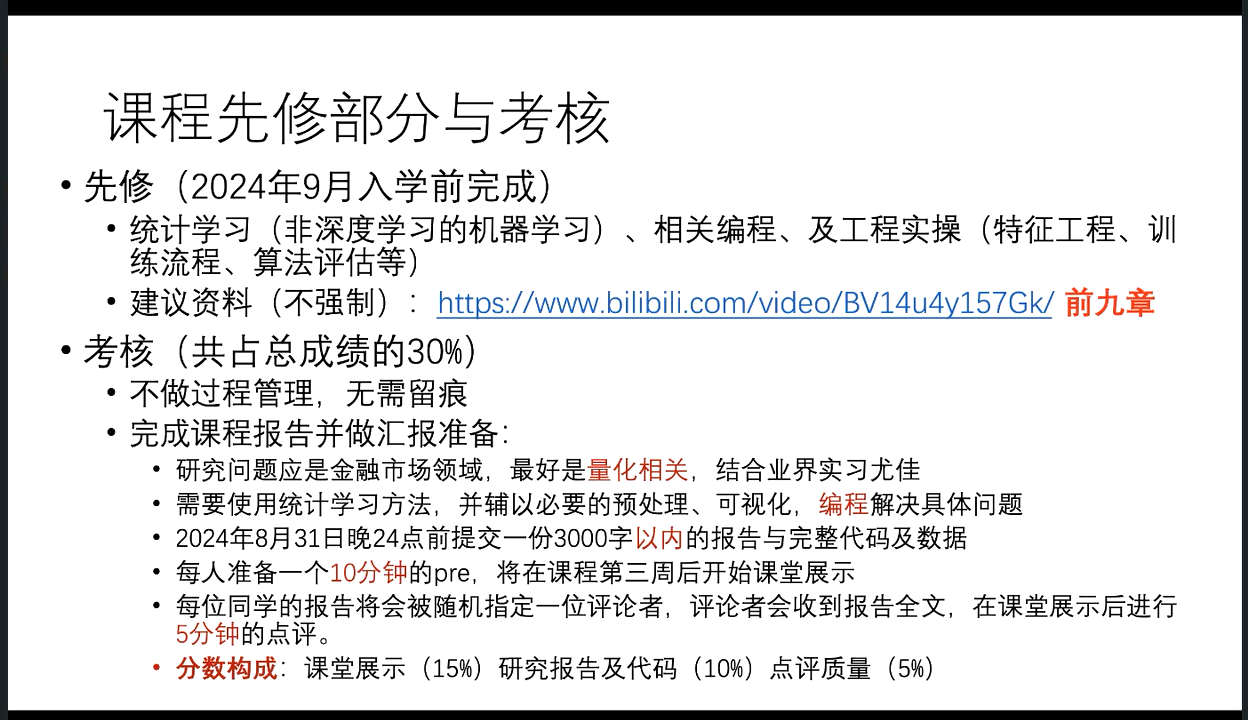 课程先修部分与考核
• 先修（2024年9月入学前完成）
• 统计学习（非深度学习的机器学习）、相关编程、及工程实操（特征工程、训
练流程、算法评估等）
• 建议资料（不强制）：https://www.bilibili.com/video/BV14u4y157Gk/ 前九章
• 考核（共占总成绩的30%）
• 不做过程管理，无需留痕
• 完成课程报告并做汇报准备：
• 研究问题应是金融市场领域，最好是量化相关，结合业界实习尤佳
• 需要使用统计学习方法，并辅以必要的预处理、可视化，编程解决具体问题
• 2024年8月31日晚24点前提交一份3000字以内的报告与完整代码及数据
• 每人准备一个10分钟的pre，将在课程第三周后开始课堂展示
• 每位同学的报告将会被随机指定一位评论者，评论者会收到报告全文，在课堂展示后进行
5分钟的点评。
• 分数构成：课堂展示（15%）研究报告及代码（10%）点评质量（5%）